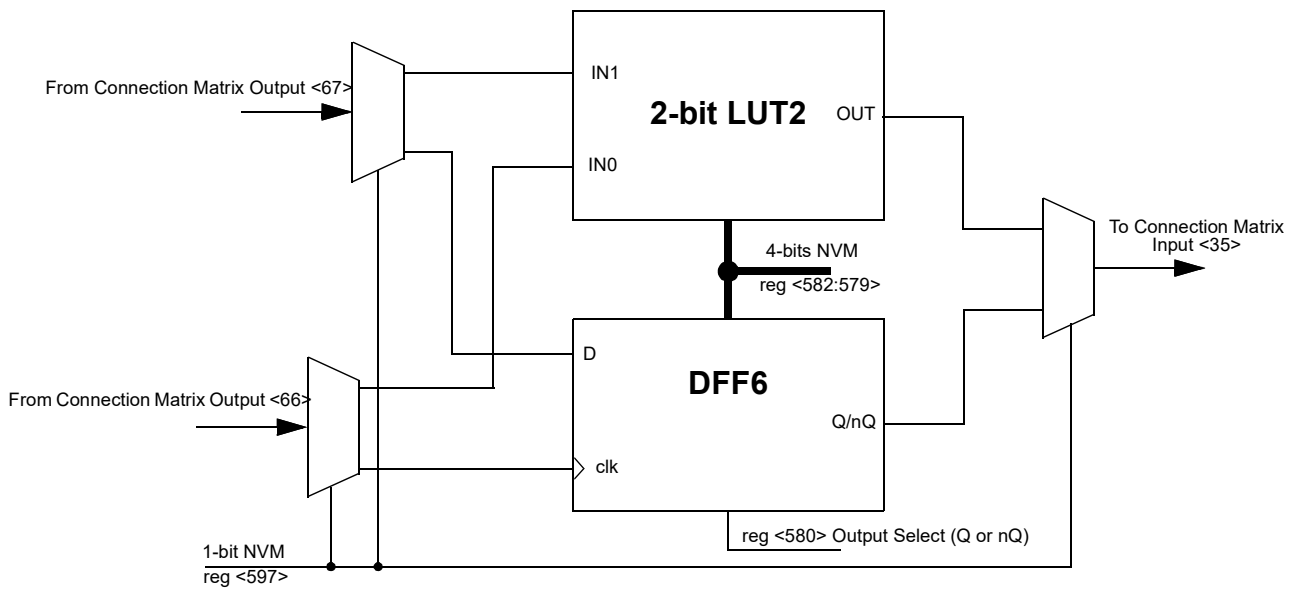 From Connection Matrix Output <67>
IN1
2-bit LUT2
OUT
IN0
To Connection Matrix
Input <35>
4-bits NVM
reg <582:579>
D
DFF6
From Connection Matrix Output <66>
Q/nQ
clk
reg <580> Output Select (Q or nQ)
1-bit NVM
reg <597>